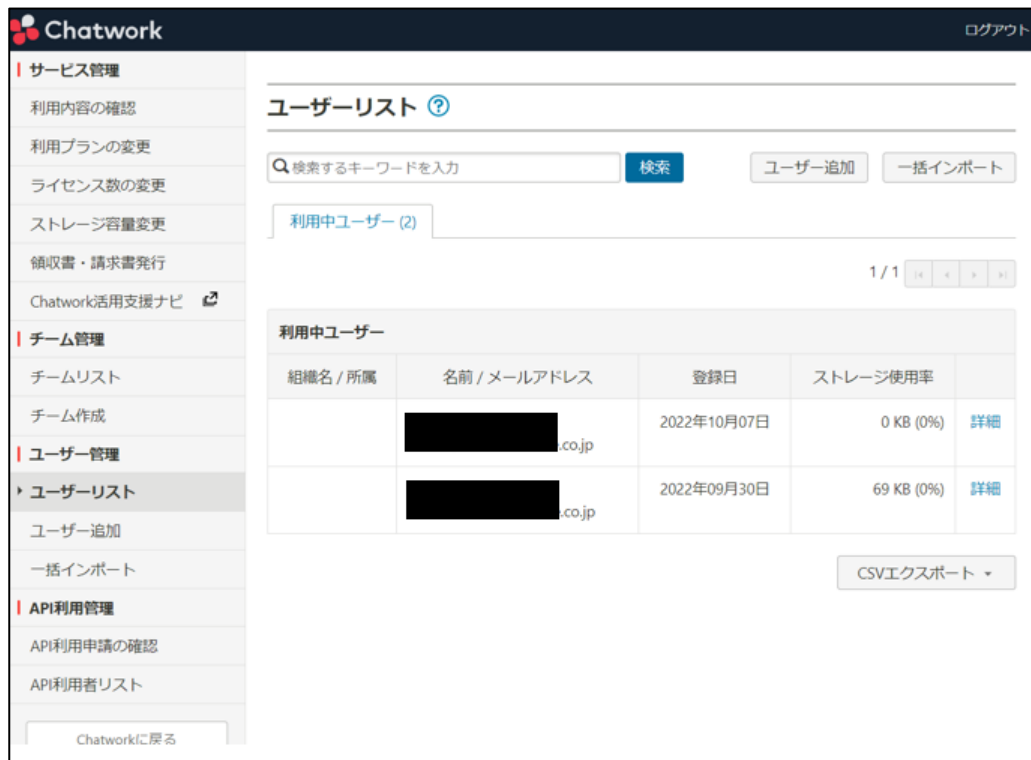 Chatwork
ログアウト
サービス管理
利用内容の確認
利用プランの変更
ライセンス数の変更
ストレージ容量変更
領収書・請求書発行
Chatwork活用支援ナビ
チーム管理
チームリスト
チーム作成
ユーザー管理
ユーザーリスト
ユーザー追加
一括インポート
API利用管理
API利用申請の確認
API利用者リスト
Chatworkに戻る
ユーザーリスト ?
検索するキーワードを入力 検索 ユーザー追加 一括インポート
利用中ユーザー (2)
1 / 1
利用中ユーザー
組織名 / 所属 名前 / メールアドレス 登録日 ストレージ使用率
2022年10月07日 0 KB (0%) 詳細
.co.jp
2022年09月30日 69 KB (0%) 詳細
.co.jp
CSVエクスポート